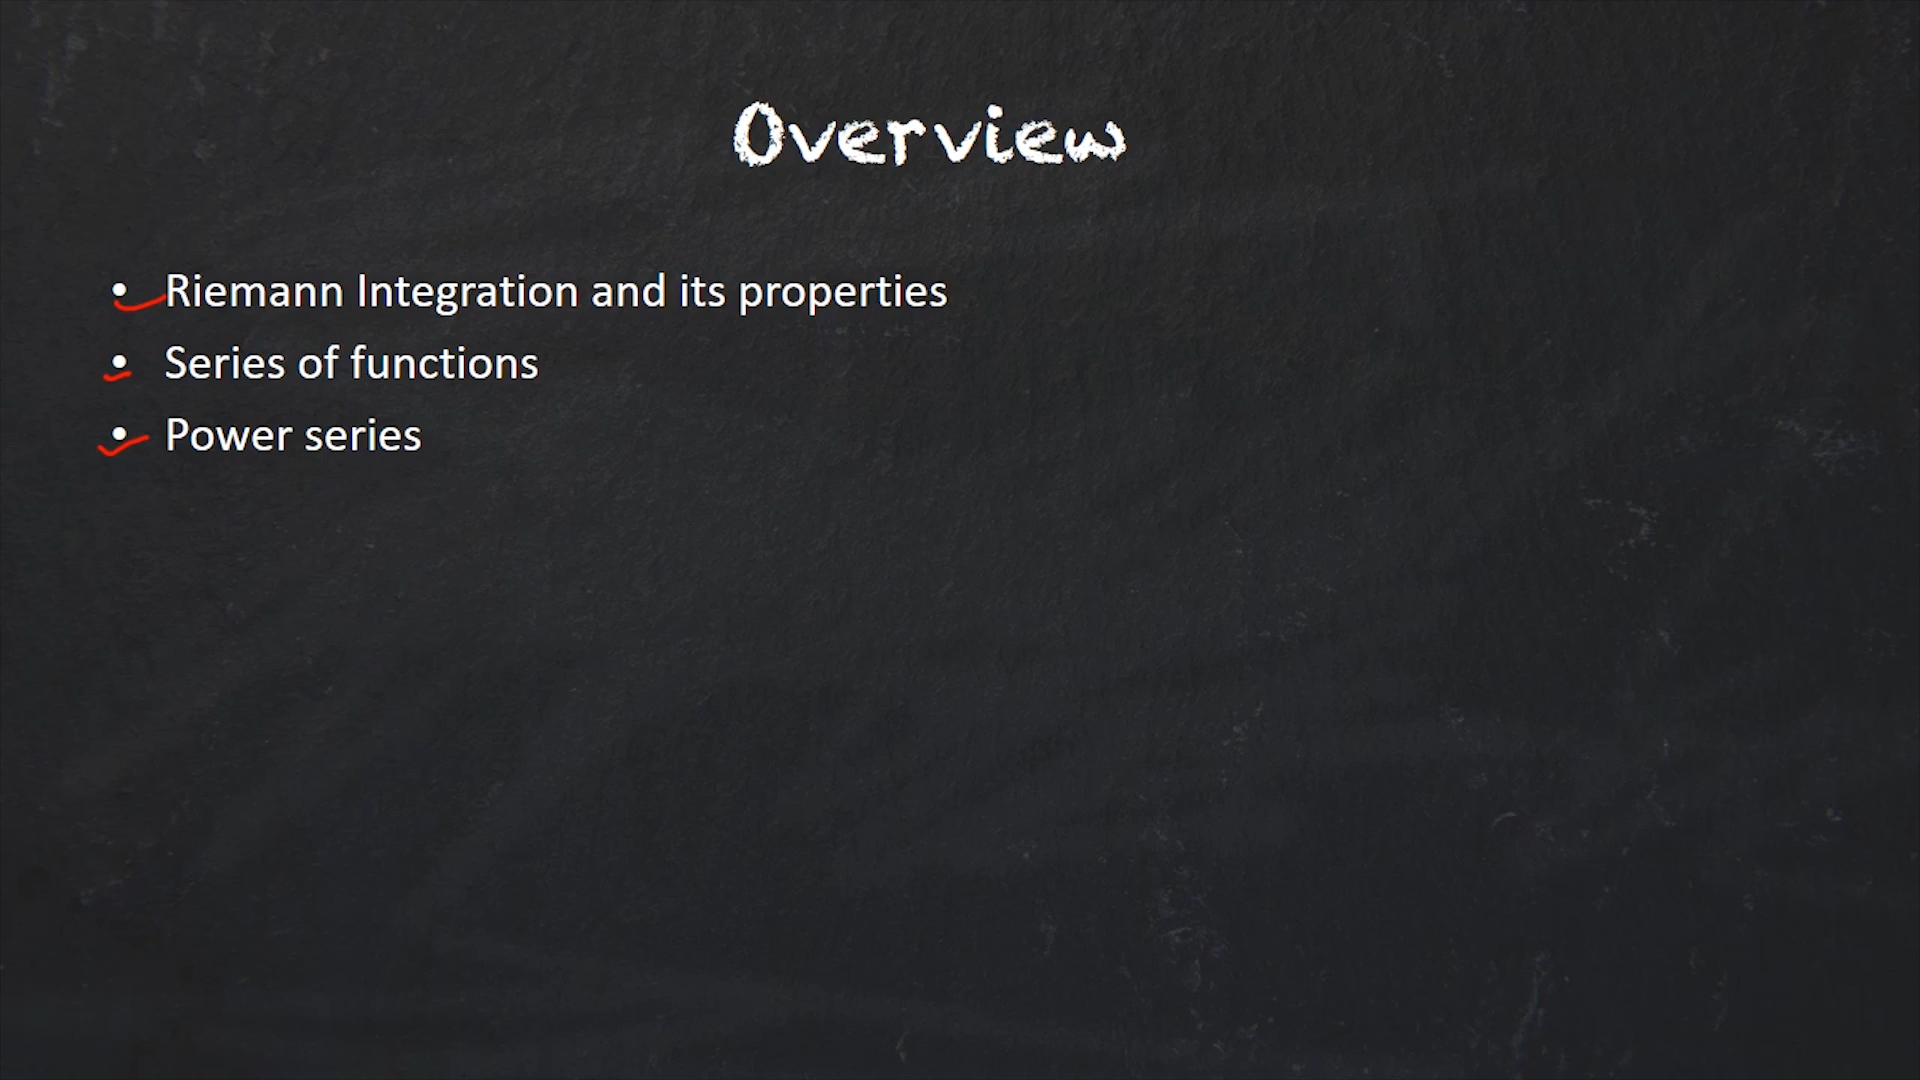 Overview
• Riemann Integration and its properties
• Series of functions
• Power series